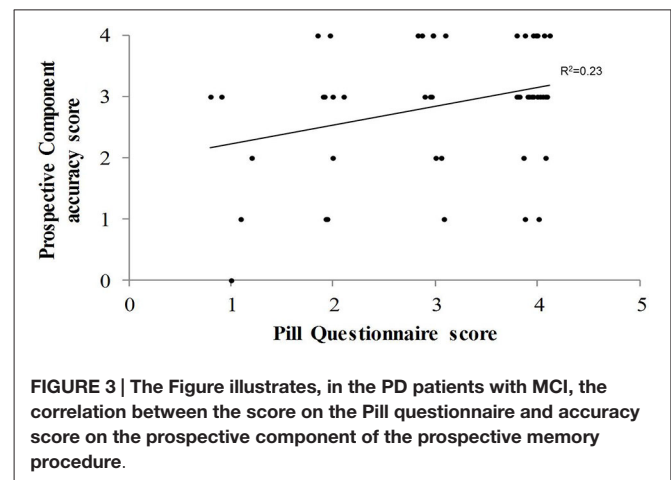 4
3
2
1
0
Prospective Component
accuracy score
R²=0.23
0 1 2 3 4 5
Pill Questionnaire score
FIGURE 3 | The Figure illustrates, in the PD patients with MCI, the
correlation between the score on the Pill questionnaire and accuracy
score on the prospective component of the prospective memory
procedure.